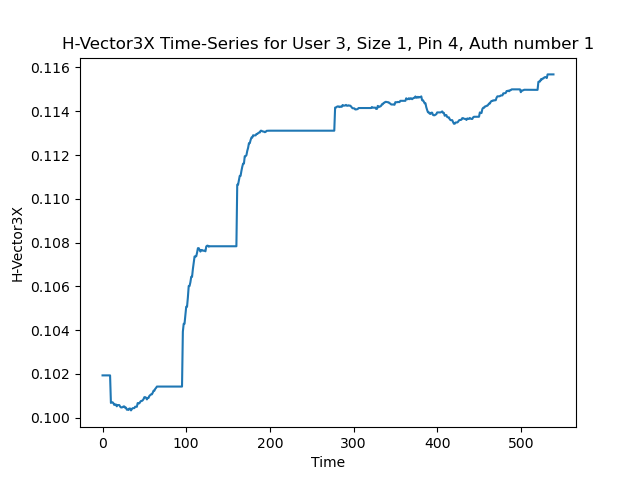 H-Vector3X Time-Series for User 3, Size 1, Pin 4, Auth number 1
0.116
0.114
0.112
0.110
0.108
0.106
0.104
0.102
0.100
H-Vector3X
0 100 200 300 400 500
Time